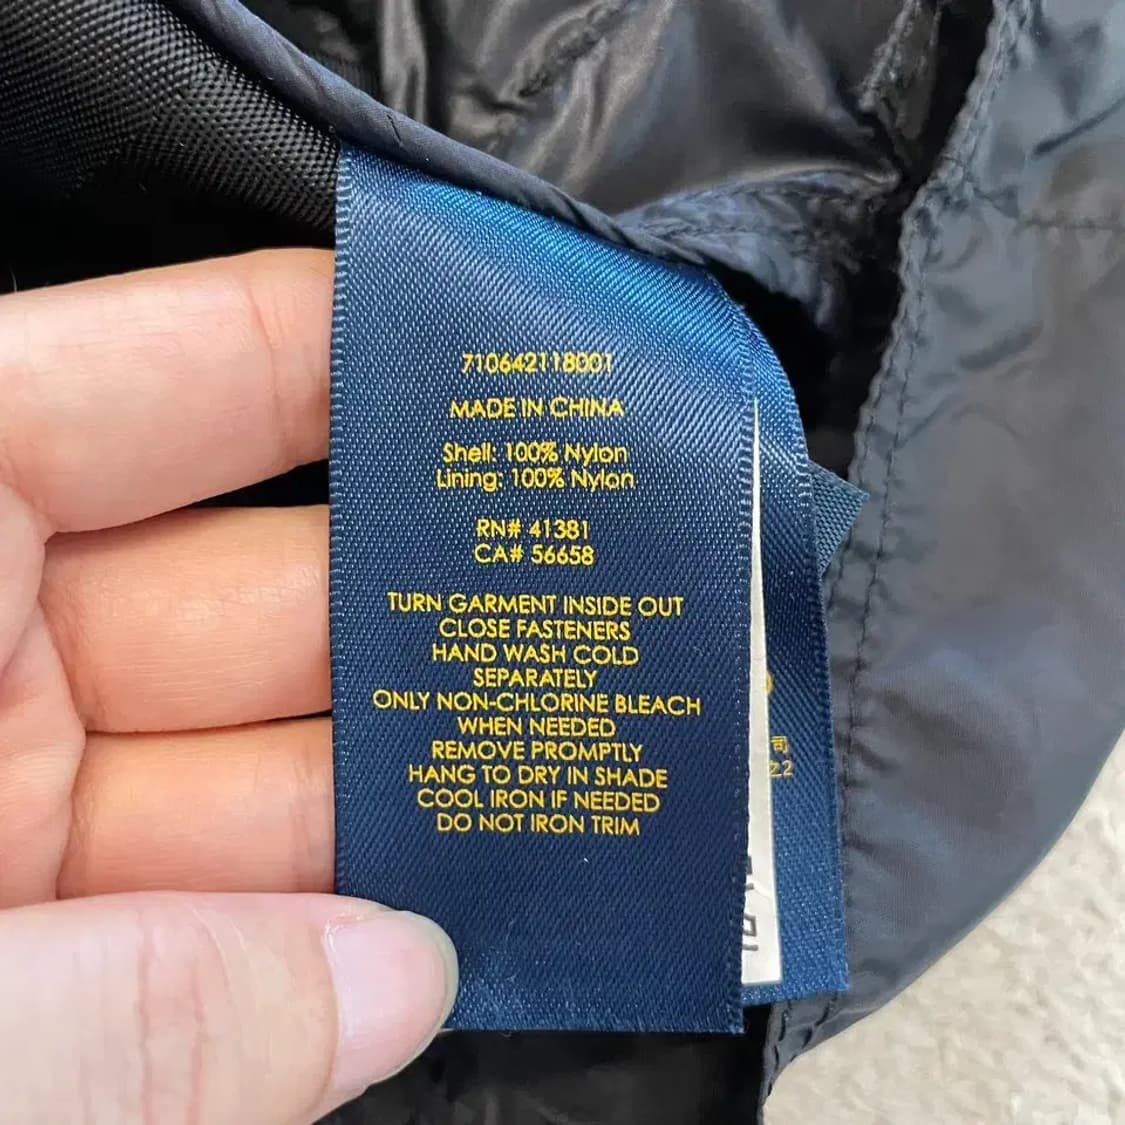 710642118001
MADE IN CHINA
Shell: 100% Nylon
Lining: 100% Nylon
RN# 41381
CA# 56658
TURN GARMENT INSIDE OUT
CLOSE FASTENERS
HAND WASH COLD
SEPARATELY
ONLY NON-CHLORINE BLEACH
WHEN NEEDED
REMOVE PROMPTLY
HANG TO DRY IN SHADE
COOL IRON IF NEEDED
DO NOT IRON TRIM
司
22